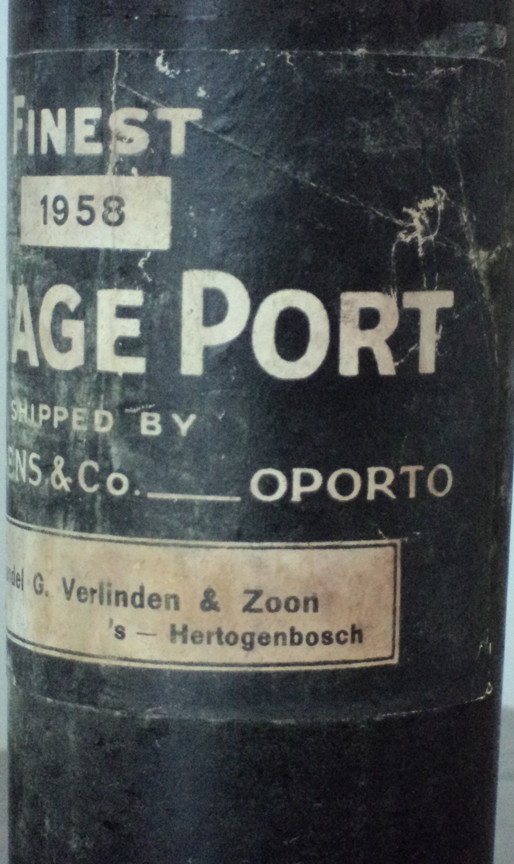 FINEST
1958
AGE PORT
SHIPPED BY
ENS & Co. OPORTO
del G. Verlinden & Zoon
's — Hertogenbosch